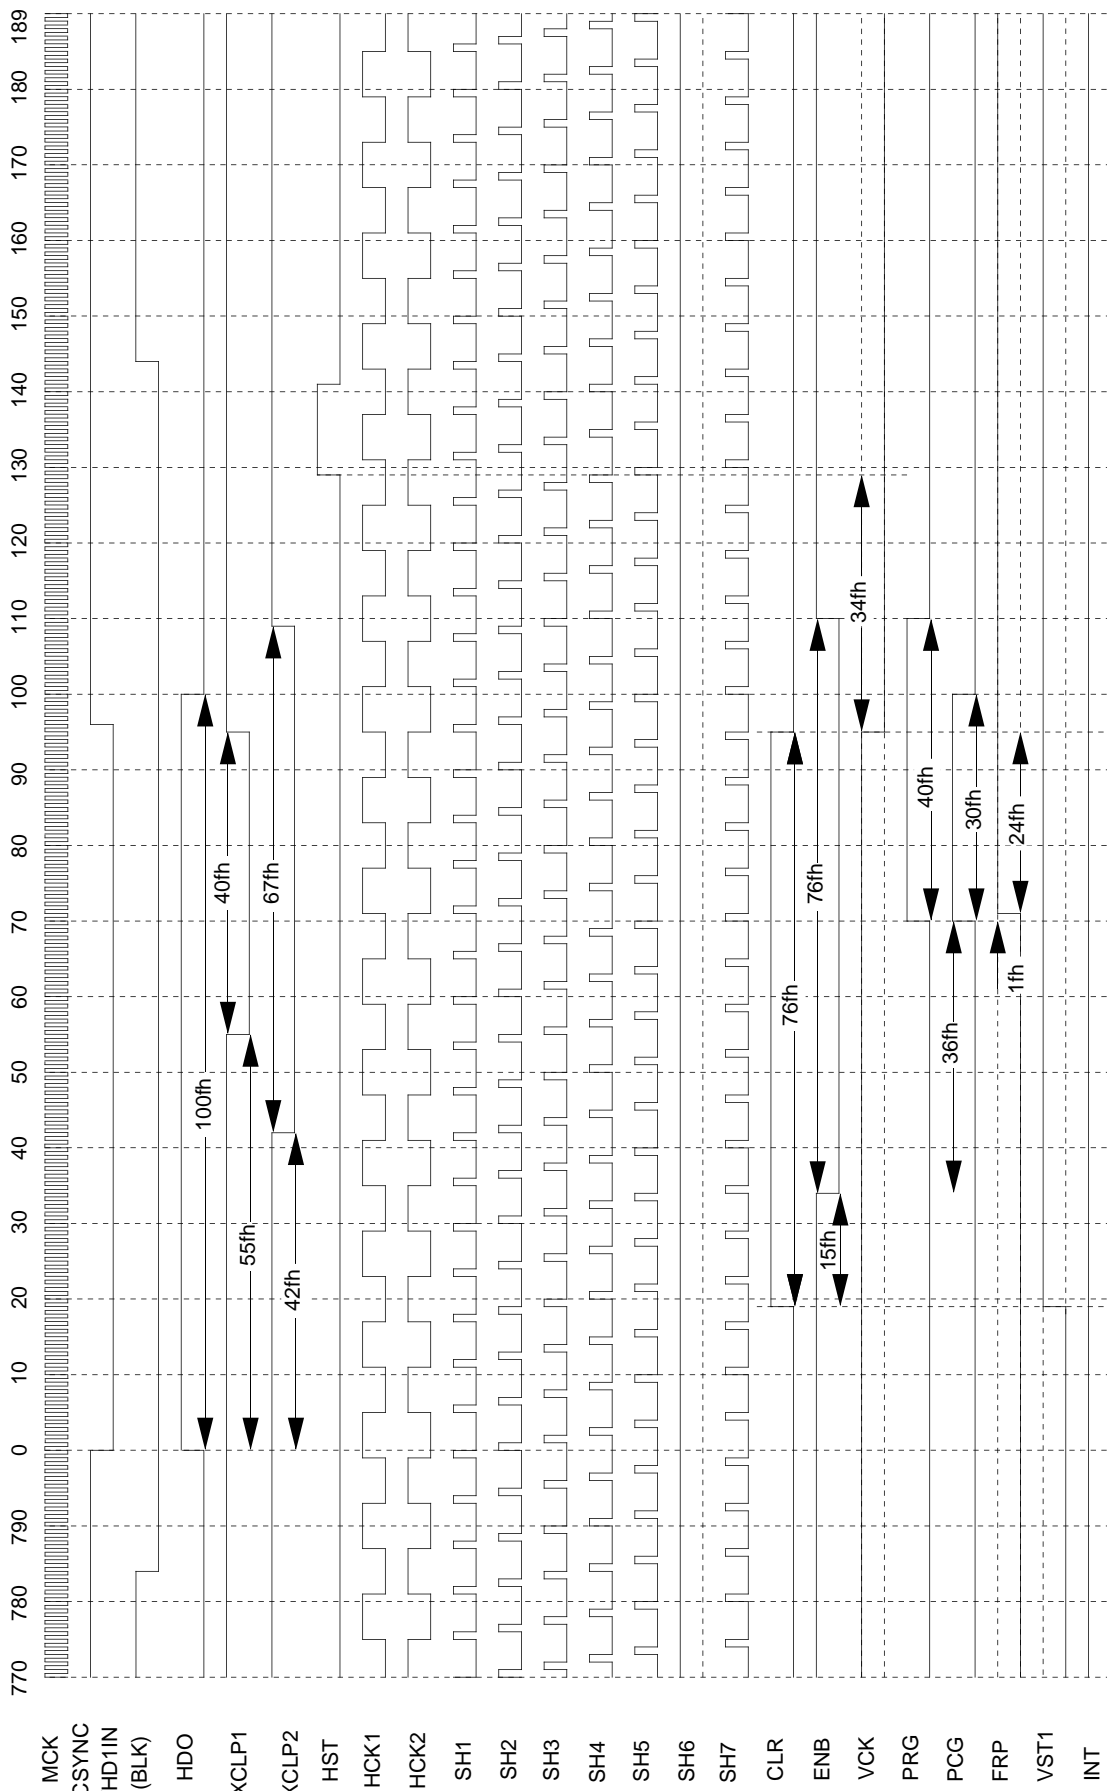 MCK
CSYNC
HD1IN
(BLK)
HDO
XCLP1
XCLP2
HST
HCK1
HCK2
SH1
SH2
SH3
SH4
SH5
SH6
SH7
CLR
ENB
VCK
PRG
PCG
FRP
VST1
INT
770
780
790
0
10
20
30
40
50
60
70
80
90
100
110
120
130
140
150
160
170
180
189
100fh
55fh
40fh
42fh
67fh
76fh
15fh
76fh
34fh
40fh
36fh
30fh
1fh
24fh